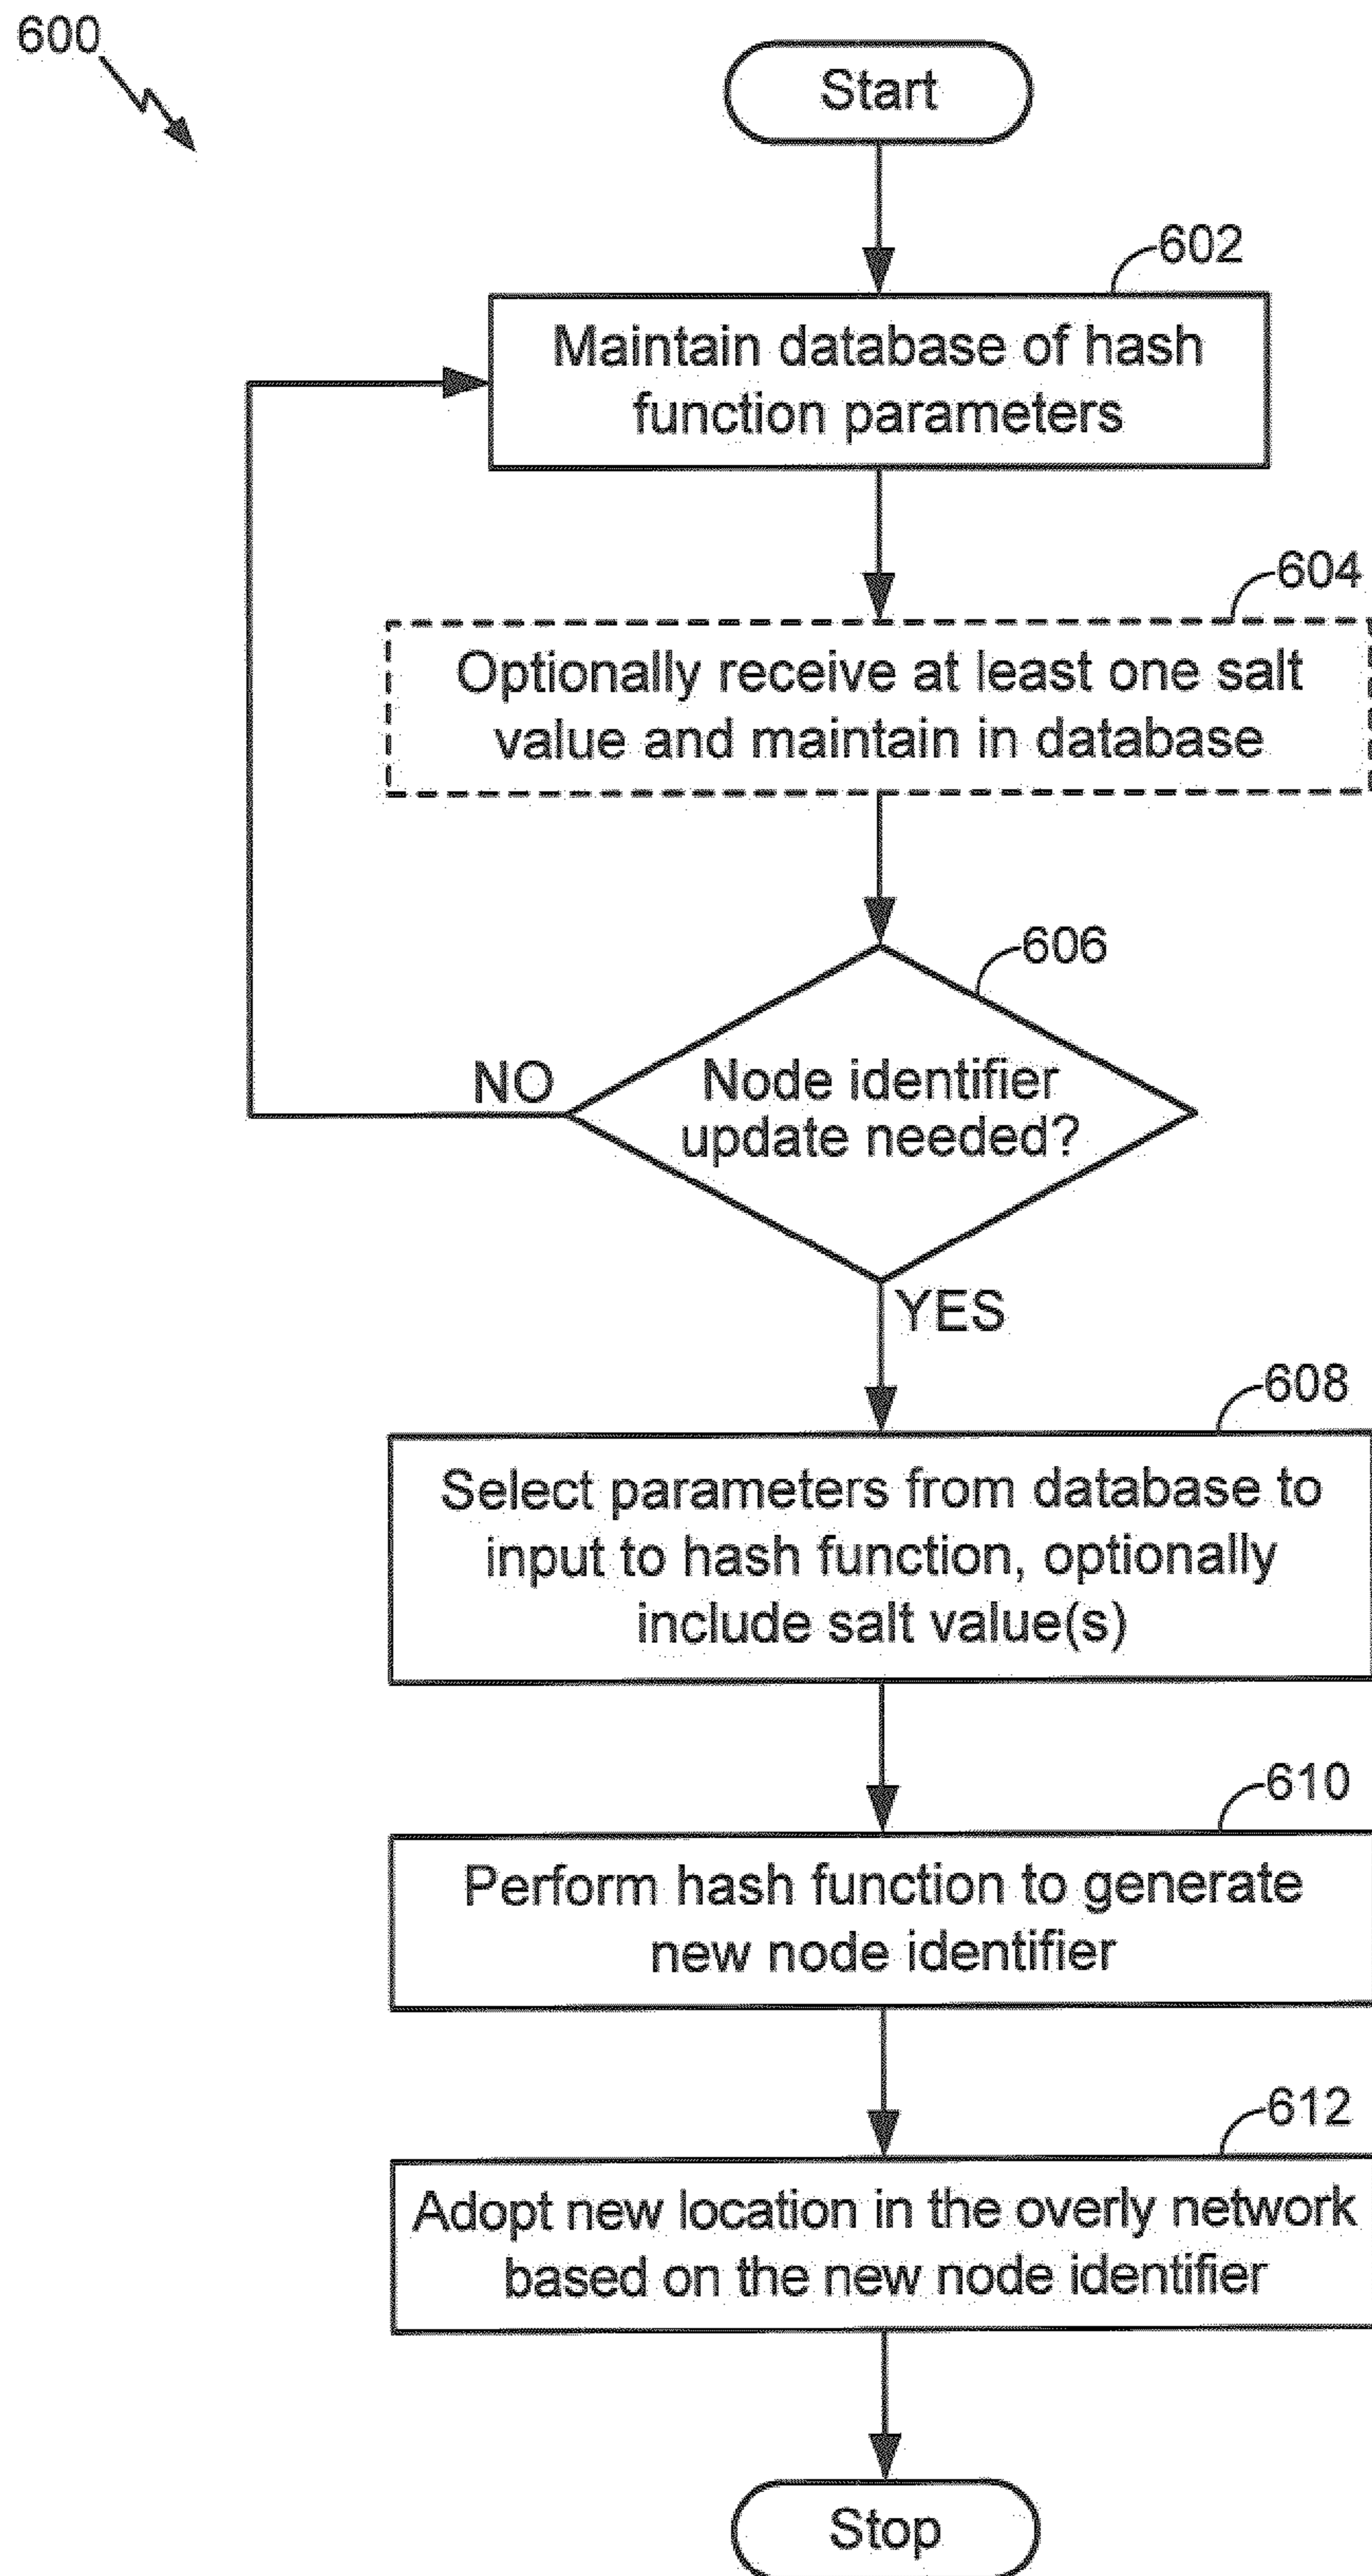 600
Start
602
Maintain database of hash
function parameters
604
Optionally receive at least one salt
value and maintain in database
606
Node identifier
update needed?
NO
YES
608
Select parameters from database to
input to hash function, optionally
include salt value(s)
610
Perform hash function to generate
new node identifier
612
Adopt new location in the overly network
based on the new node identifier
Stop